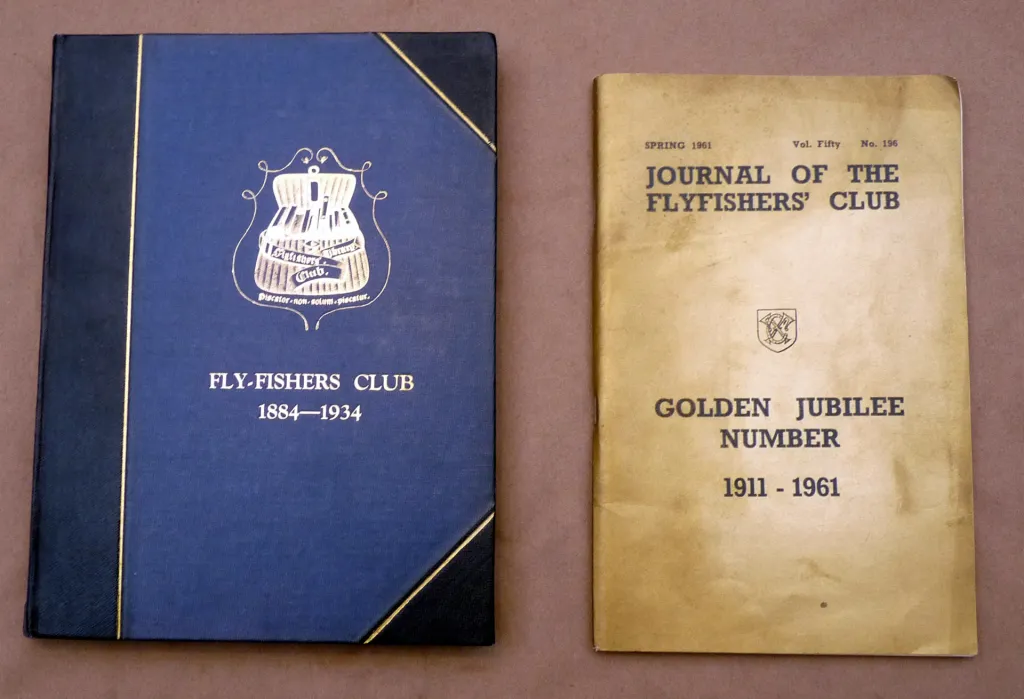 Flyfishers'
Library
Club.
Piscator·non·solum·piscatur.
FLY-FISHERS CLUB
1884—1934
SPRING 1961 Vol. Fifty No. 196
JOURNAL OF THE
FLYFISHERS' CLUB
GOLDEN JUBILEE
NUMBER
1911 - 1961